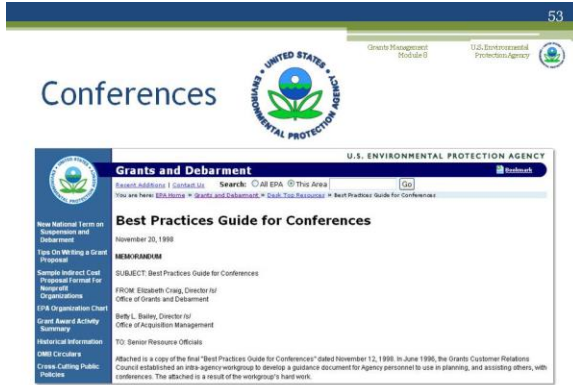 53
Grants Management
Module 8
U.S. Environmental
Protection Agency
Conferences
UNITED STATES
ENVIRONMENTAL PROTECTION AGENCY
U.S. ENVIRONMENTAL PROTECTION AGENCY
Grants and Debarment
Bookmark
Recent Additions | Contact Us Search: All EPA This Area Go
You are here: EPA Home » Grants and Debarment » Desk Top Resources » Best Practices Guide for Conferences
New National Term on
Suspension and
Debarment
Tips On Writing a Grant
Proposal
Sample Indirect Cost
Proposal Format For
Nonprofit
Organizations
EPA Organization Chart
Grant Award Activity
Summary
Historical Information
OMB Circulars
Cross-Cutting Public
Policies
Best Practices Guide for Conferences
November 20, 1998
MEMORANDUM
SUBJECT: Best Practices Guide for Conferences
FROM: Elizabeth Craig, Director /s/
Office of Grants and Debarment
Betty L. Bailey, Director /s/
Office of Acquisition Management
TO: Senior Resource Officials
Attached is a copy of the final "Best Practices Guide for Conferences" dated November 12, 1998. In June 1996, the Grants Customer Relations
Council established an intra-agency workgroup to develop a guidance document for Agency personnel to use in planning, and assisting others, with
conferences. The attached is a result of the workgroup's hard work.